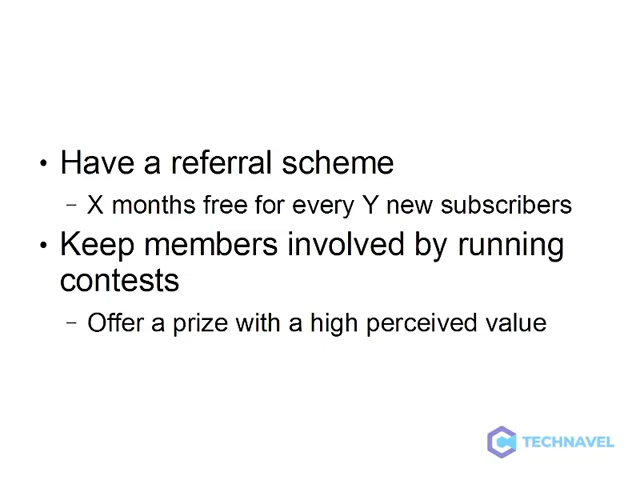 • Have a referral scheme
– X months free for every Y new subscribers
• Keep members involved by running
contests
– Offer a prize with a high perceived value
TECHNAVEL